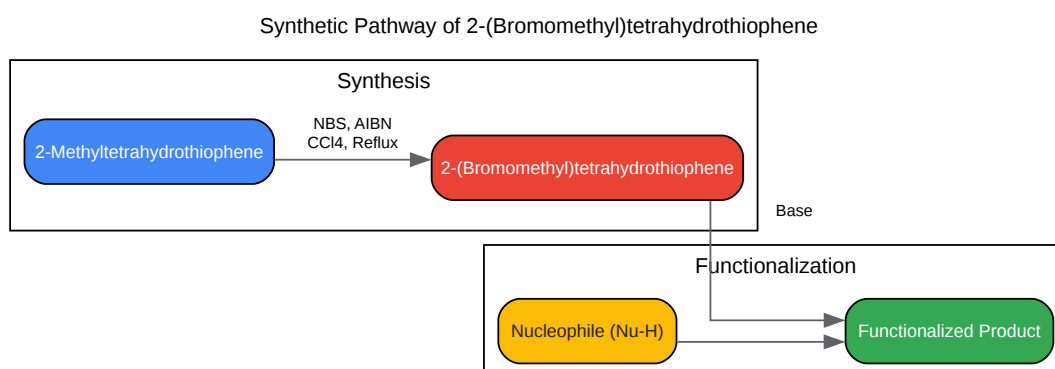 Synthetic Pathway of 2-(Bromomethyl)tetrahydrothiophene
Synthesis
2-Methyltetrahydrothiophene
NBS, AIBN
CCl4, Reflux
2-(Bromomethyl)tetrahydrothiophene
Base
Functionalization
Nucleophile (Nu-H)
Functionalized Product